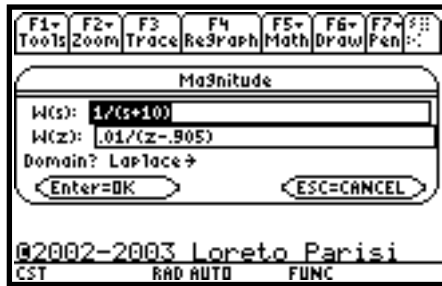 F1 F2 F3 F4 F5 F6 F7
Tools Zoom Trace ReGraph Math Draw Pen
Magnitude
W(s): 1/(s+10)
W(z): .01/(z-.905)
Domain? Laplace→
Enter=OK ESC=CANCEL
@2002-2003 Loreto Parisi
CST RAD AUTO FUNC